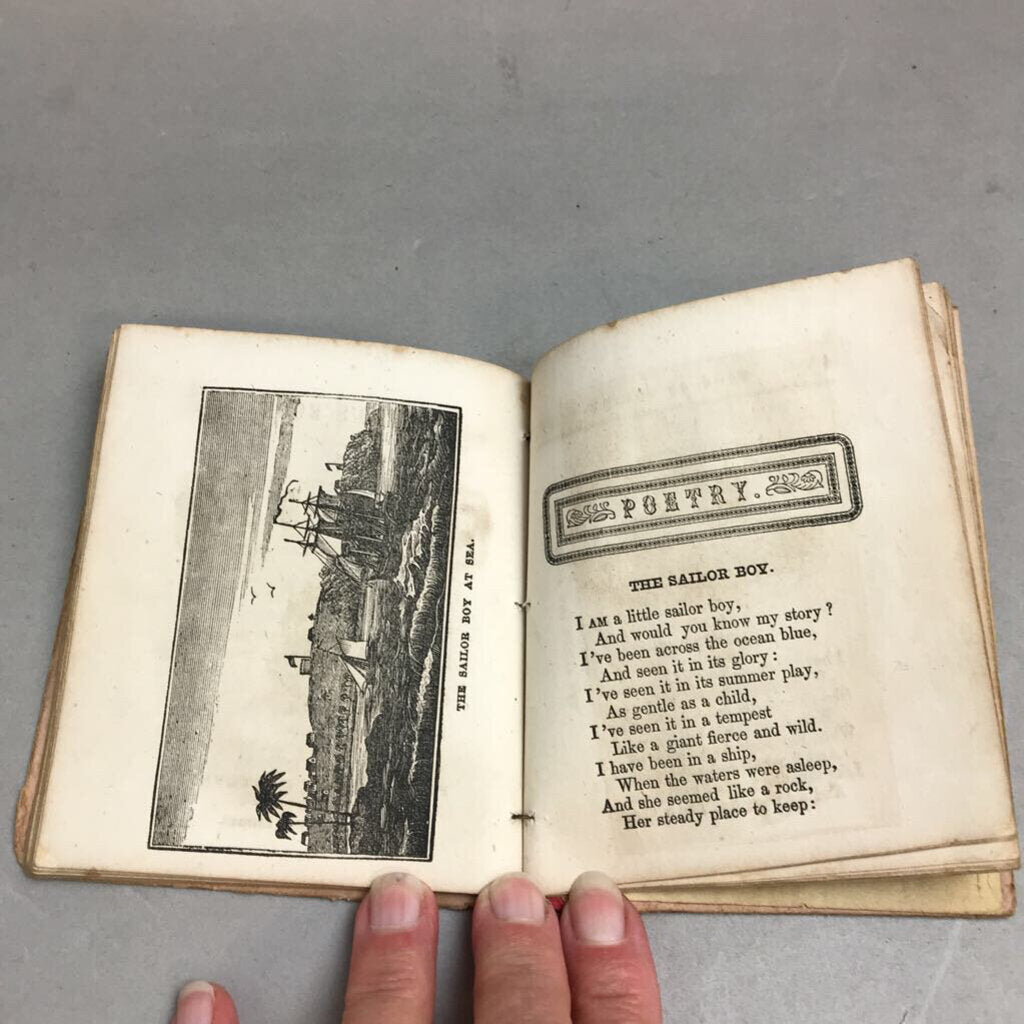 THE SAILOR BOY AT SEA.
POETRY.
THE SAILOR BOY.
I AM a little sailor boy,
And would you know my story?
I've been across the ocean blue,
And seen it in its glory:
I've seen it in its summer play,
As gentle as a child,
I've seen it in a tempest
Like a giant fierce and wild.
I have been in a ship,
When the waters were asleep,
And she seemed like a rock,
Her steady place to keep: